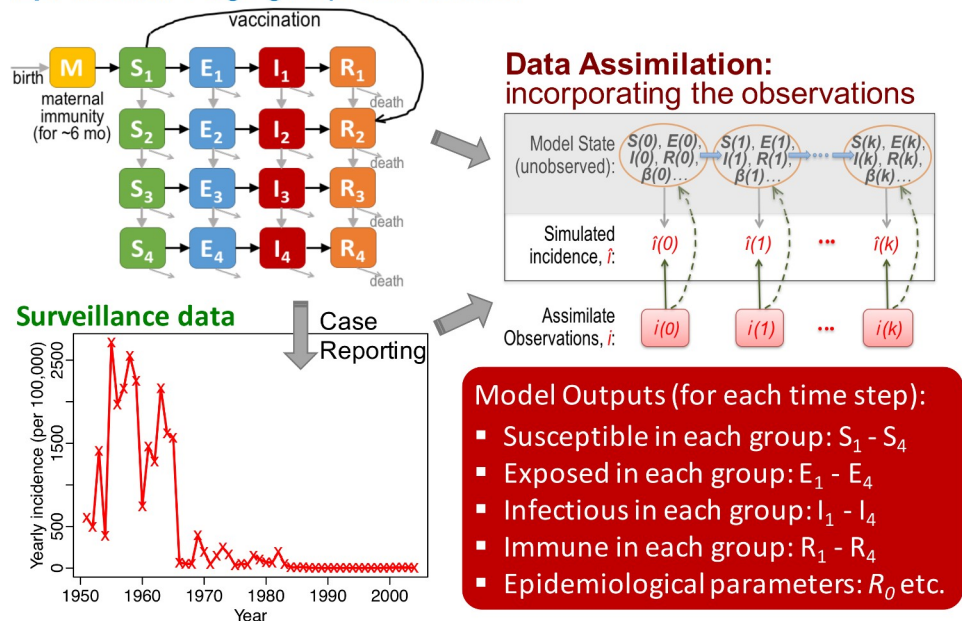 vaccination
birth
M
S1 E1 I1 R1
maternal
immunity
(for ~6 mo)
death
S2 E2 I2 R2
death
S3 E3 I3 R3
death
S4 E4 I4 R4
death
Data Assimilation:
incorporating the observations
Model State
(unobserved):
S(0), E(0),
I(0), R(0),
β(0)...
S(1), E(1),
I(1), R(1),
β(1)...
...
S(k), E(k),
I(k), R(k),
β(k)...
Simulated
incidence, î:
î(0) î(1) ... î(k)
Assimilate
Observations, i:
i(0) i(1) ... i(k)
Surveillance data
Case
Reporting
Yearly incidence (per 100,000)
2500
1500
500
0
1950 1960 1970 1980 1990 2000
Year
Model Outputs (for each time step):
▪ Susceptible in each group: S1 - S4
▪ Exposed in each group: E1 - E4
▪ Infectious in each group: I1 - I4
▪ Immune in each group: R1 - R4
▪ Epidemiological parameters: R0 etc.